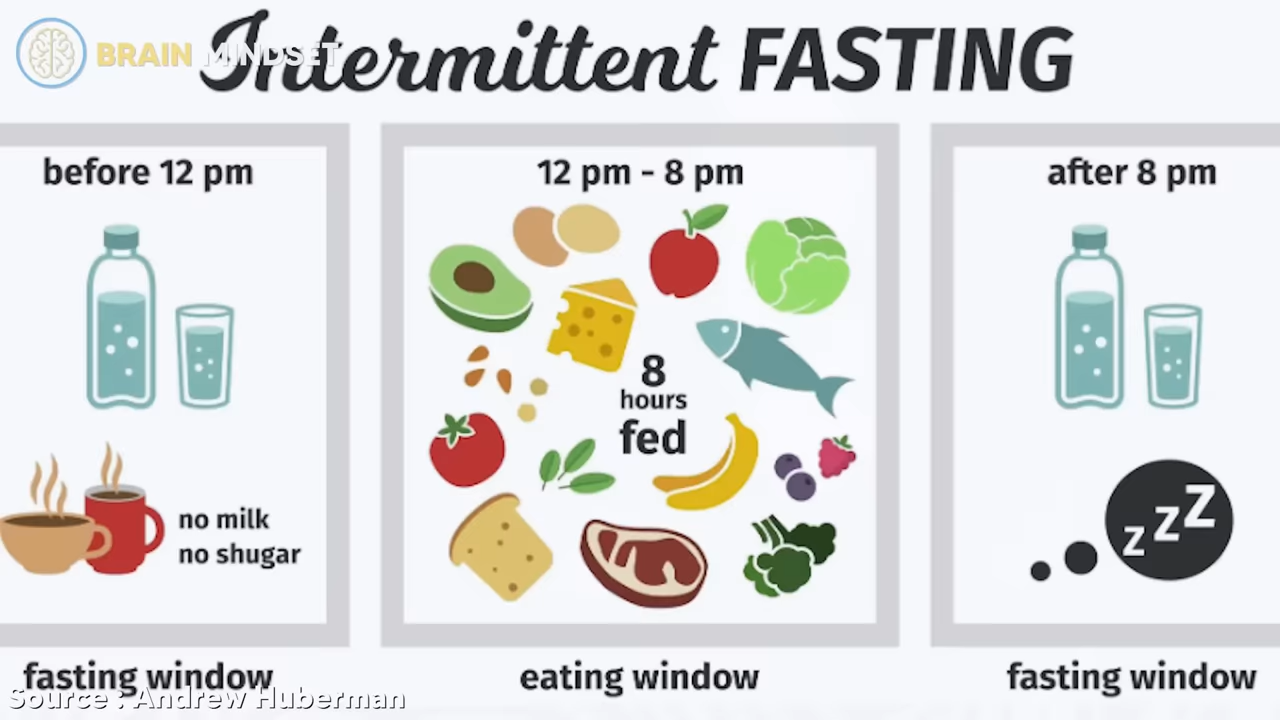 BRAIN MINDSET
Intermittent FASTING
before 12 pm
no milk
no shugar
fasting window
12 pm - 8 pm
8
hours
fed
eating window
after 8 pm
z z z
fasting window
Source : Andrew Huberman